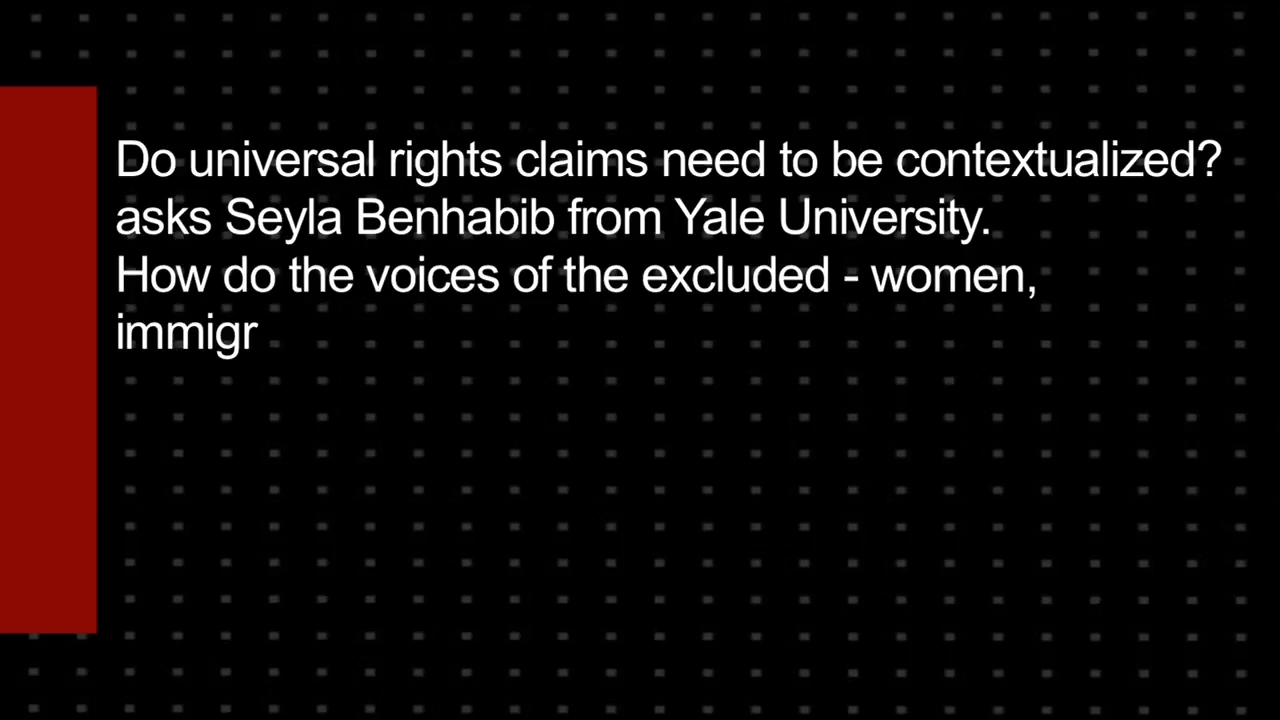 Do universal rights claims need to be contextualized?
asks Seyla Benhabib from Yale University.
How do the voices of the excluded - women,
immigr